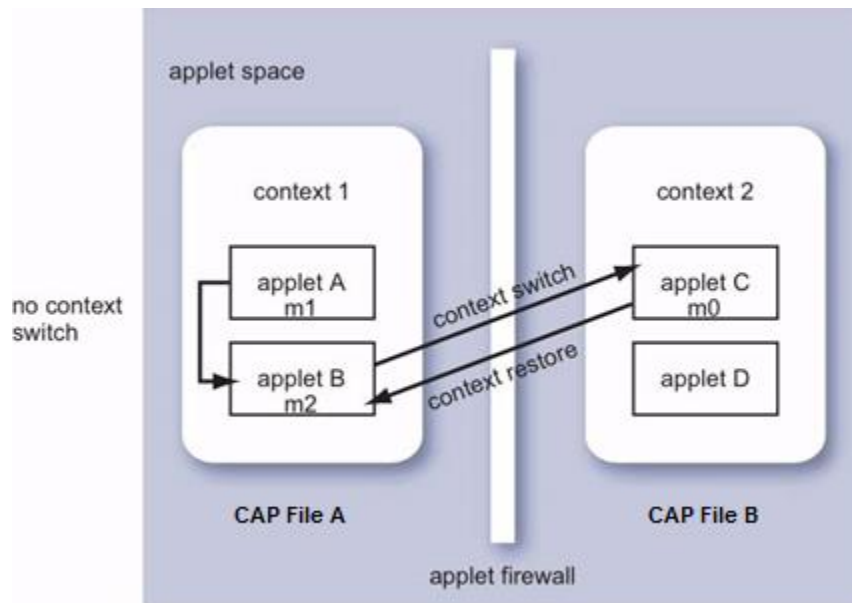 applet space
context 1
context 2
applet A
m1
applet C
m0
no context
switch
context switch
applet B
m2
context restore
applet D
CAP File A
CAP File B
applet firewall